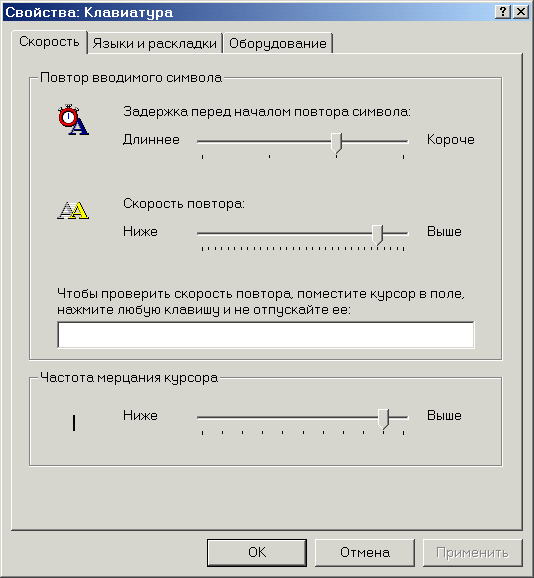 Свойства: Клавиатура
Скорость Языки и раскладки Оборудование
Повтор вводимого символа
Задержка перед началом повтора символа:
Длиннее Короче
Скорость повтора:
Ниже Выше
Чтобы проверить скорость повтора, поместите курсор в поле,
нажмите любую клавишу и не отпускайте ее:
Частота мерцания курсора
Ниже Выше
OK Отмена Применить